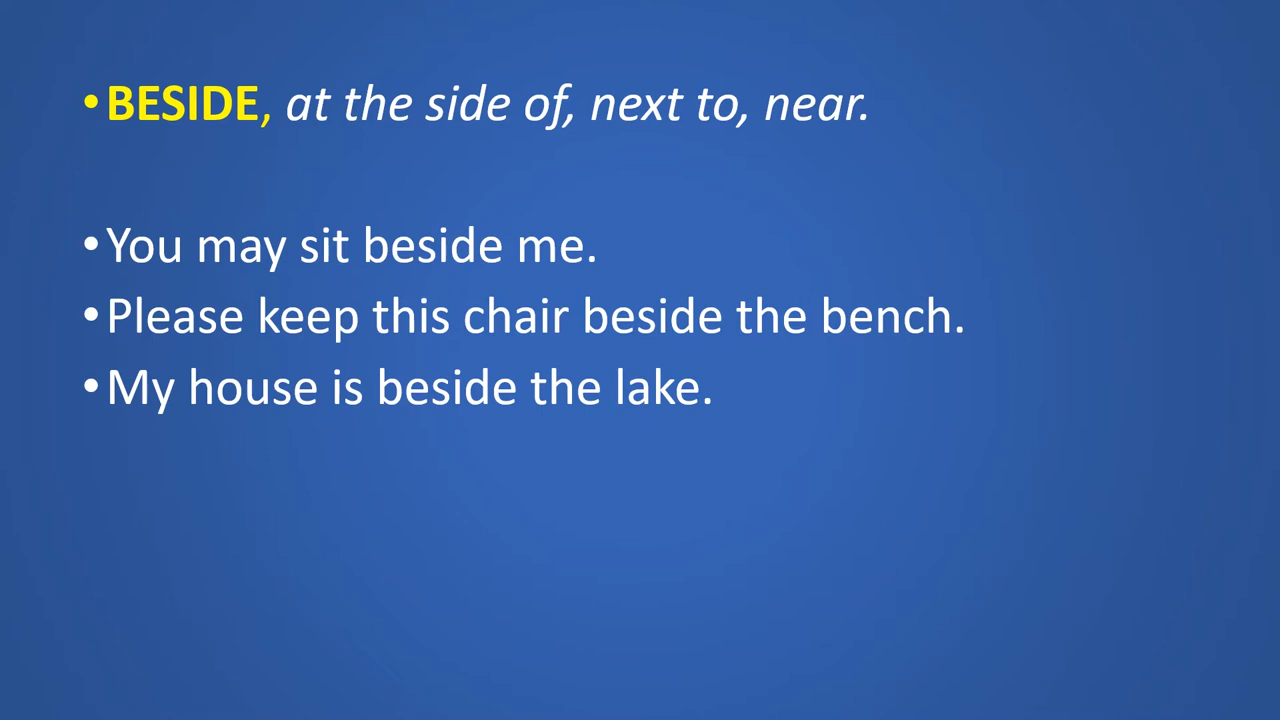 •BESIDE, at the side of, next to, near.
•You may sit beside me.
•Please keep this chair beside the bench.
•My house is beside the lake.